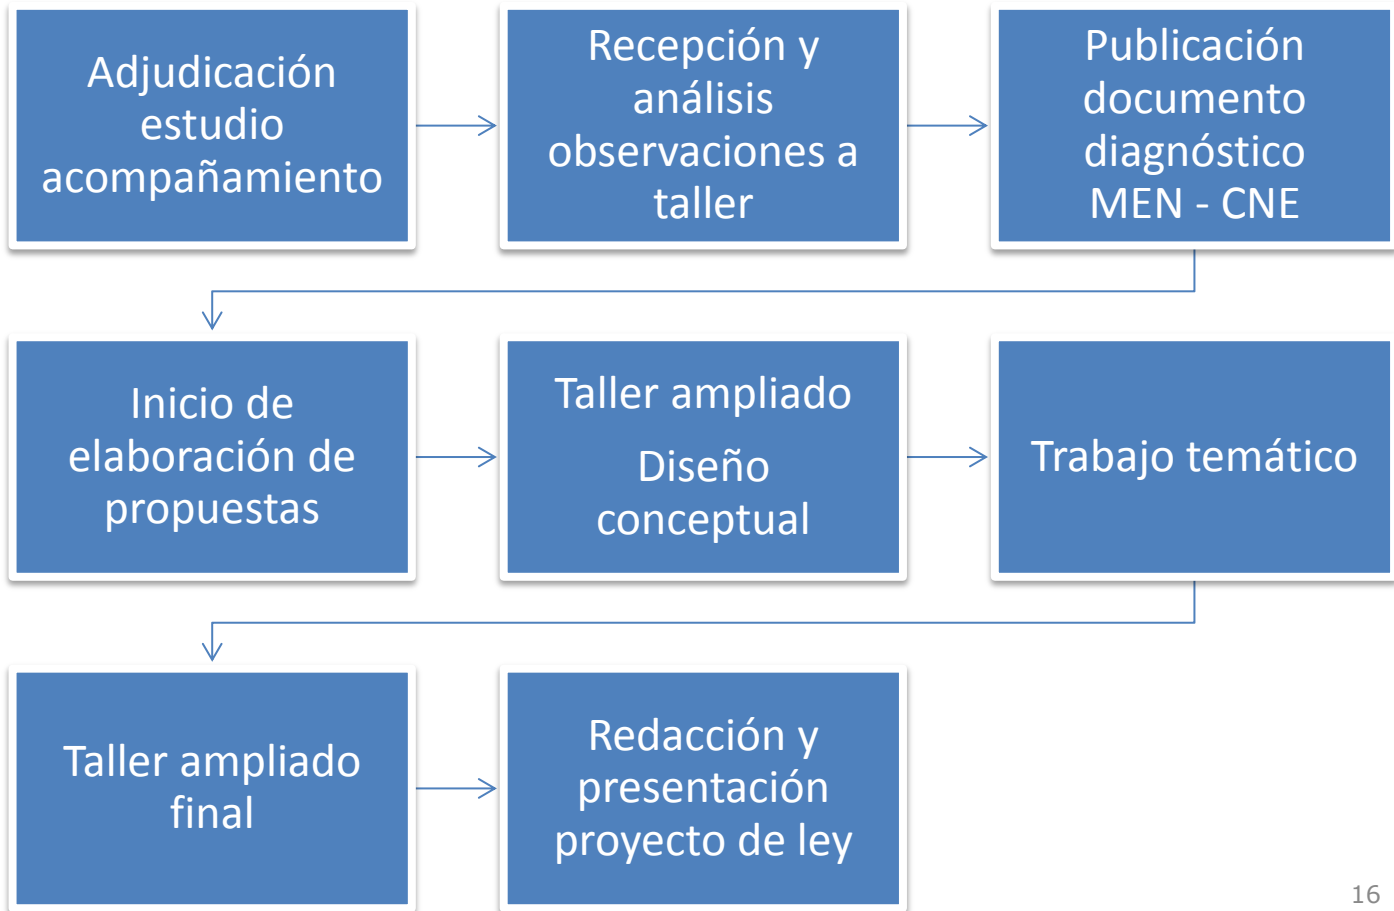 Adjudicación
estudio
acompañamiento
Recepción y
análisis
observaciones a
taller
Publicación
documento
diagnóstico
MEN - CNE
Inicio de
elaboración de
propuestas
Taller ampliado
Diseño
conceptual
Trabajo temático
Taller ampliado
final
Redacción y
presentación
proyecto de ley
16